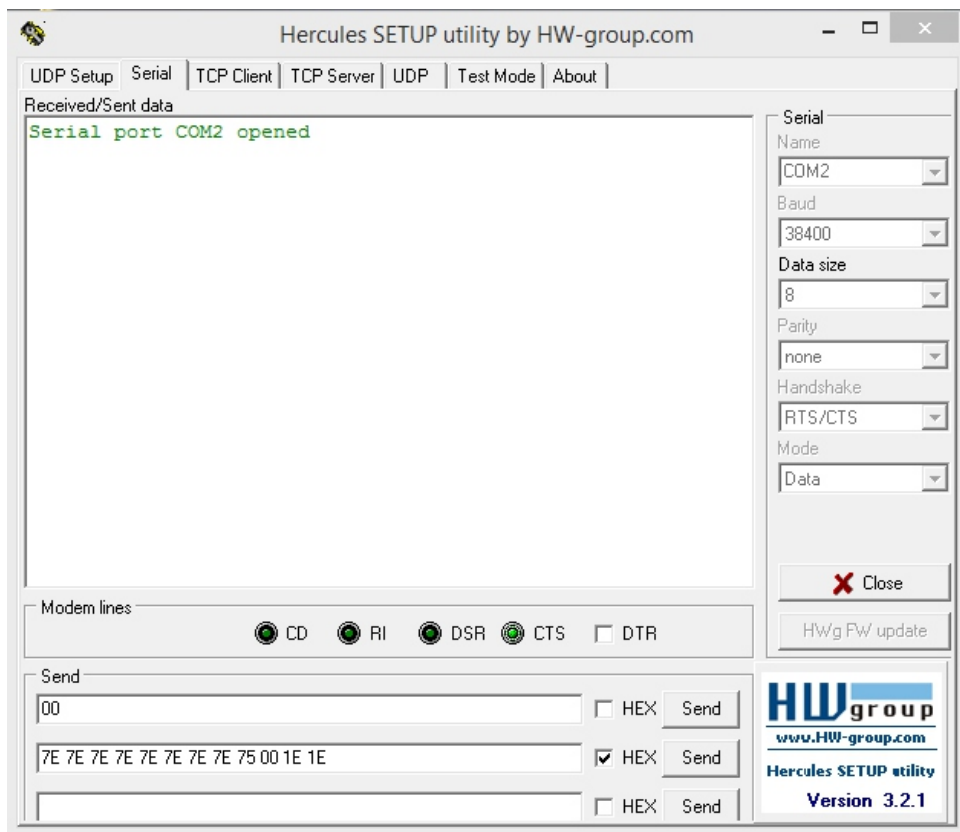 Hercules SETUP utility by HW-group.com
UDP Setup Serial TCP Client TCP Server UDP Test Mode About
Received/Sent data
Serial port COM2 opened
Serial
Name
COM2
Baud
38400
Data size
8
Parity
none
Handshake
RTS/CTS
Mode
Data
Close
HWg FW update
Modem lines
CD RI DSR CTS DTR
Send
00 HEX Send
7E 7E 7E 7E 7E 7E 7E 7E 75 00 1E 1E HEX Send
HEX Send
HW group
www.HW-group.com
Hercules SETUP utility
Version 3.2.1